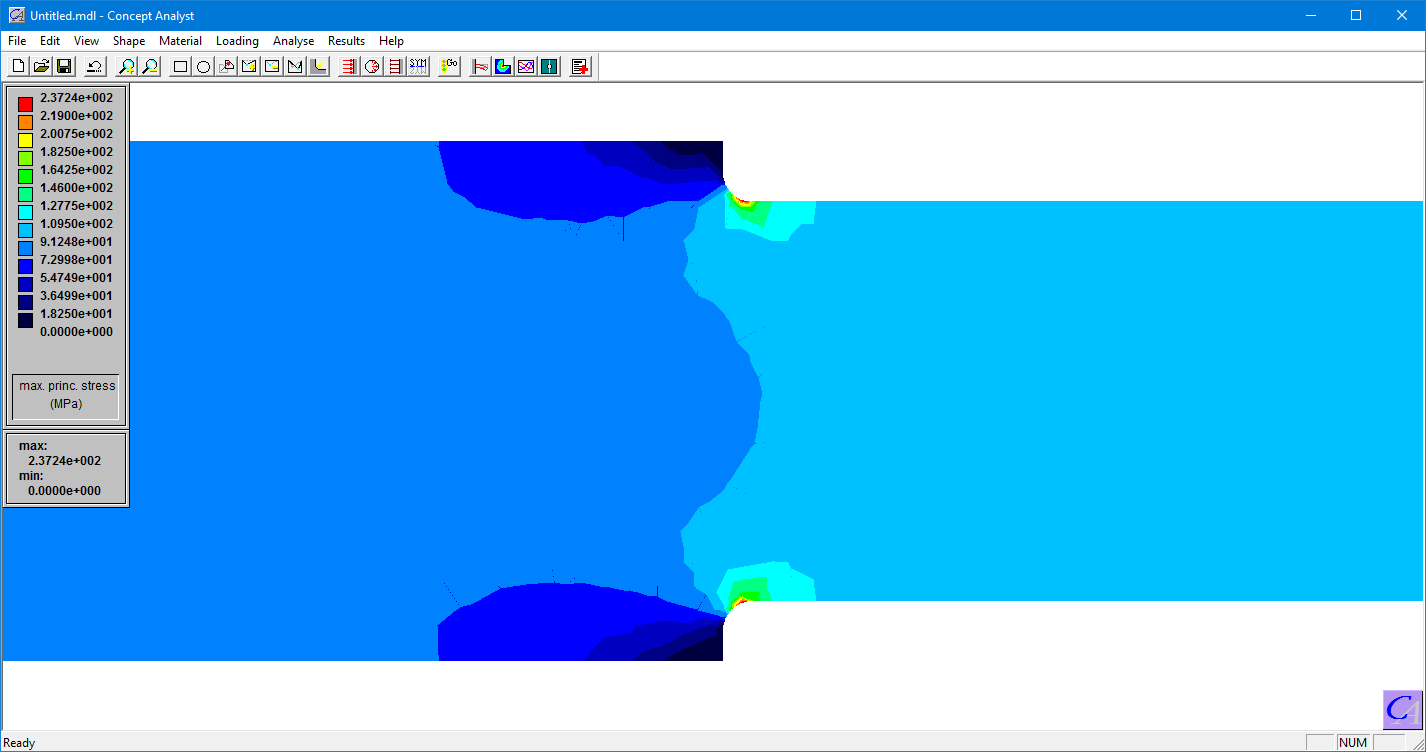 Untitled.mdl - Concept Analyst
File Edit View Shape Material Loading Analyse Results Help
SYM Go
2.3724e+002
2.1900e+002
2.0075e+002
1.8250e+002
1.6425e+002
1.4600e+002
1.2775e+002
1.0950e+002
9.1248e+001
7.2998e+001
5.4749e+001
3.6499e+001
1.8250e+001
0.0000e+000
max. princ. stress
(MPa)
max:
2.3724e+002
min:
0.0000e+000
CA
Ready NUM